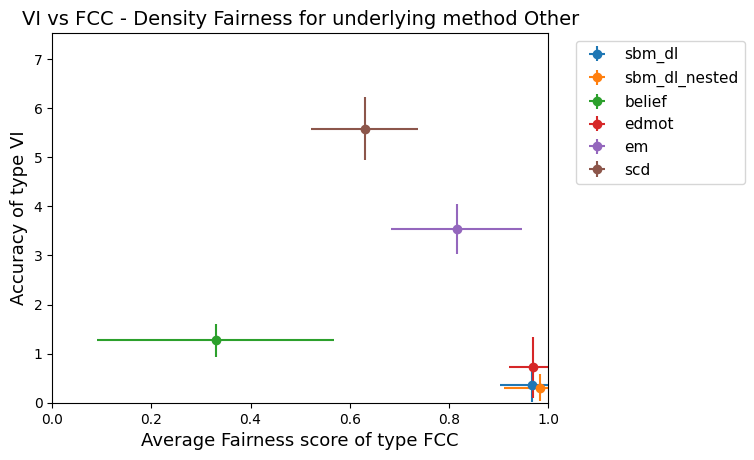 VI vs FCC - Density Fairness for underlying method Other
7
6
5
4
3
2
1
0
Accuracy of type VI
0.0 0.2 0.4 0.6 0.8 1.0
Average Fairness score of type FCC
sbm_dl
sbm_dl_nested
belief
edmot
em
scd